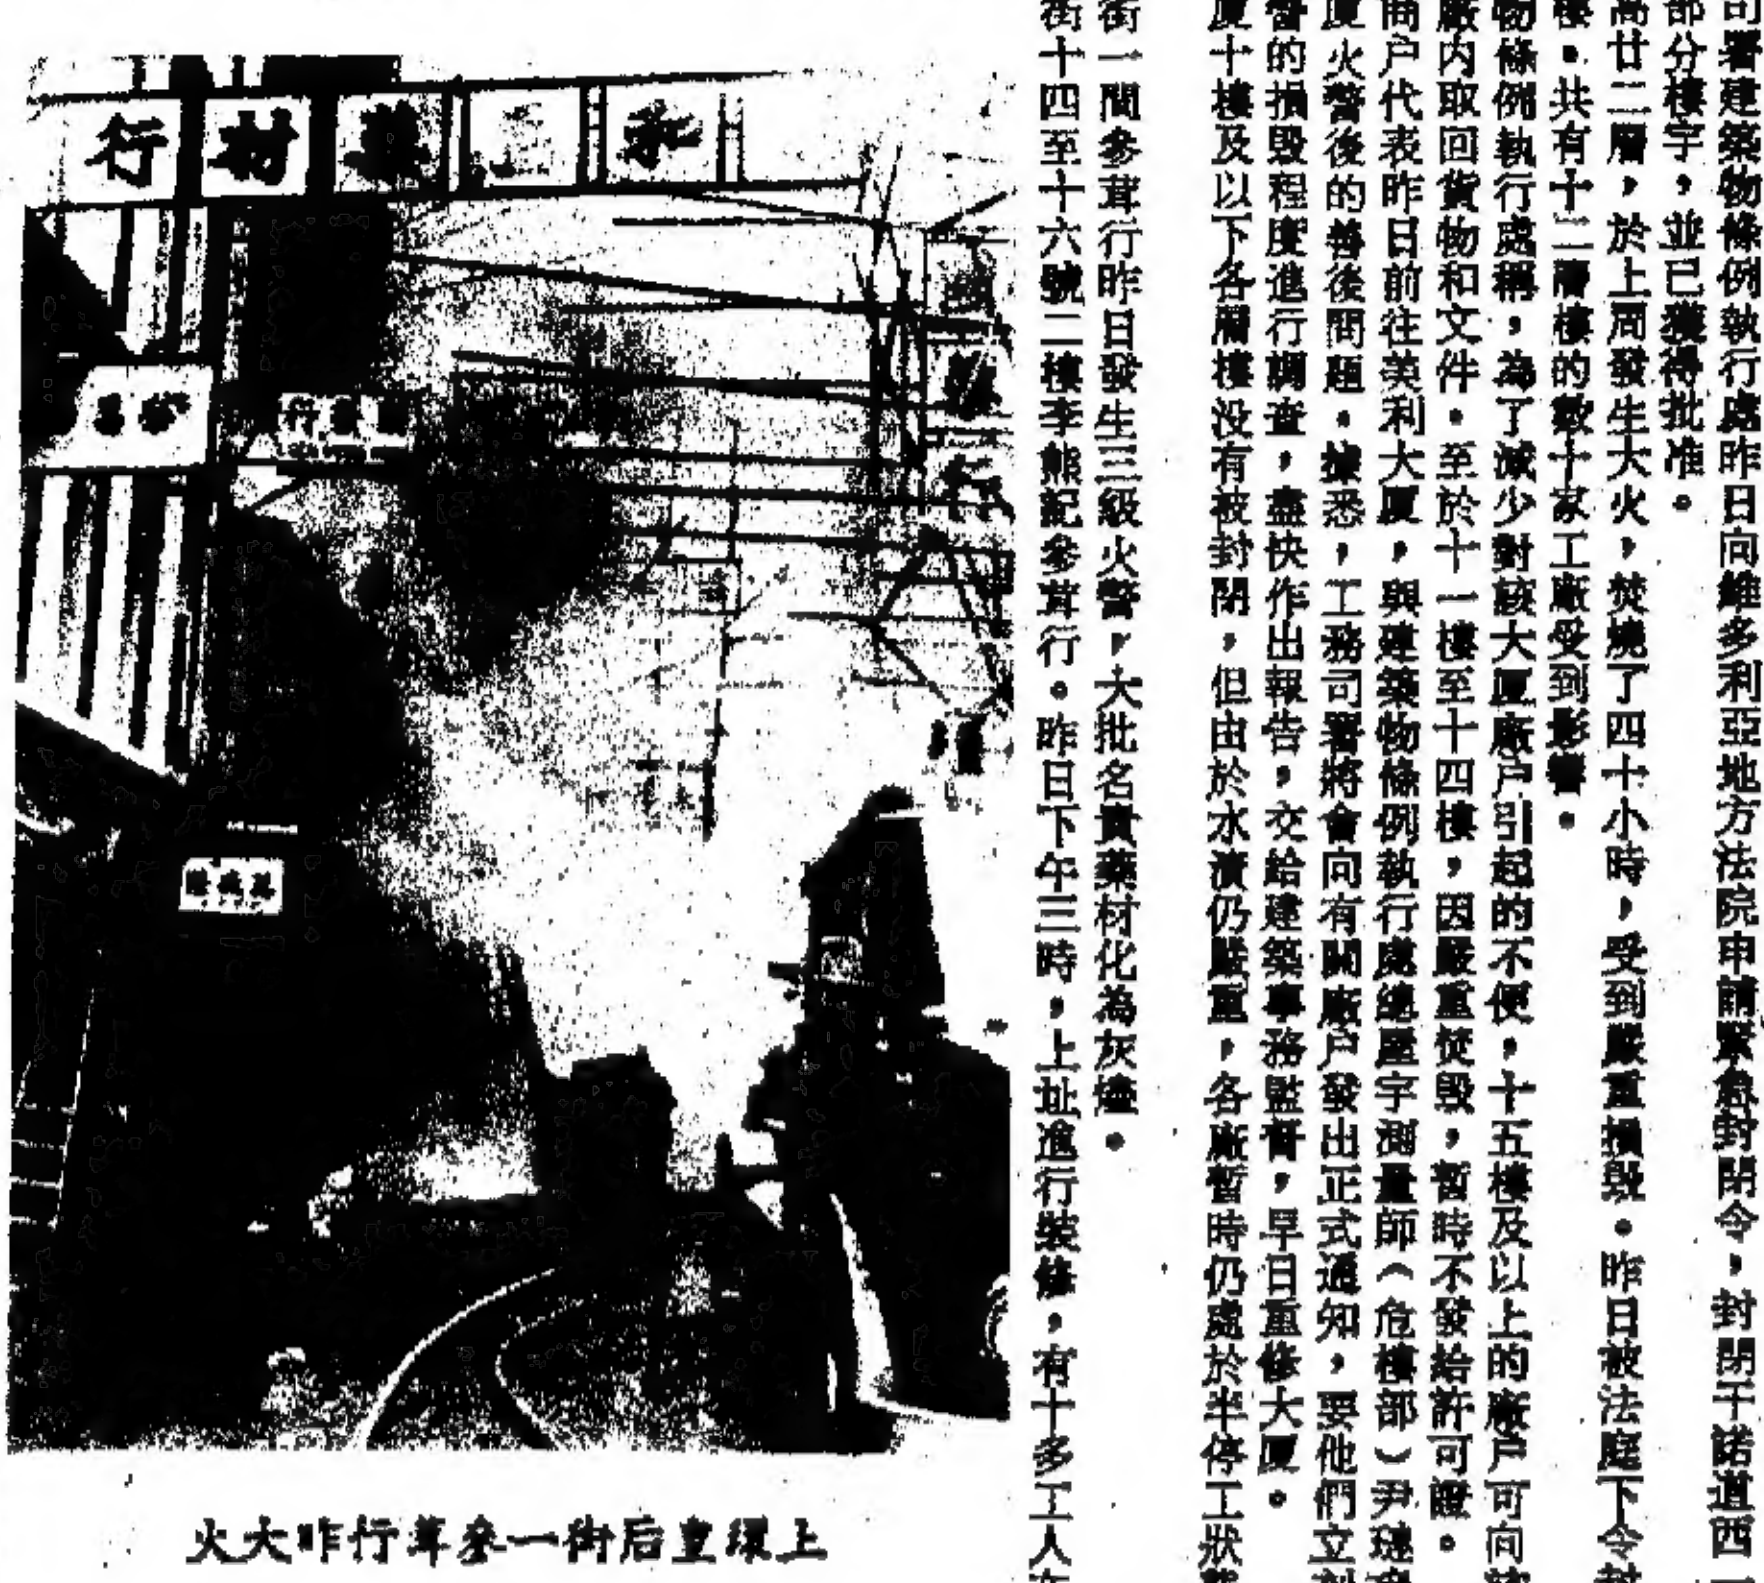 司署建築物條例執行處昨日向維多利亞地方法院申請緊急封閉令，封閉干諾道西一
部分樓宇，並已獲得批准。
高廿二層，於上周發生大火，焚燒了四十小時，受到嚴重損毀。昨日被法庭下令封
樓。共有十二層樓的數十家工廠受到影響。
物條例執行處稱，為了減少對該大廈廠戶引起的不便，十五樓及以上的廠戶可向該
廠內取回貨物和文件。至於十一樓至十四樓，因嚴重焚毀，暫時不發給許可證。
商戶代表昨日前往美利大廈，與建築物條例執行處總屋宇測量師（危樓部）尹璉
廈火警後的善後問題。據悉，工務司署將會向有關廠戶發出正式通知，要他們立
督的損毀程度進行調查，盡快作出報告，交給建築事務監督，早日重修大廈。
廈十樓及以下各層樓沒有被封閉，但由於水漬仍嚴重，各廠暫時仍處於半停工狀
街一間參茸行昨日發生三級火警，大批名貴藥材化為灰燼。
街十四至十六號二樓李熊記參茸行。昨日下午三時，上址進行裝修，有十多工人在
和藥材行
上環皇后街一參茸行昨大火